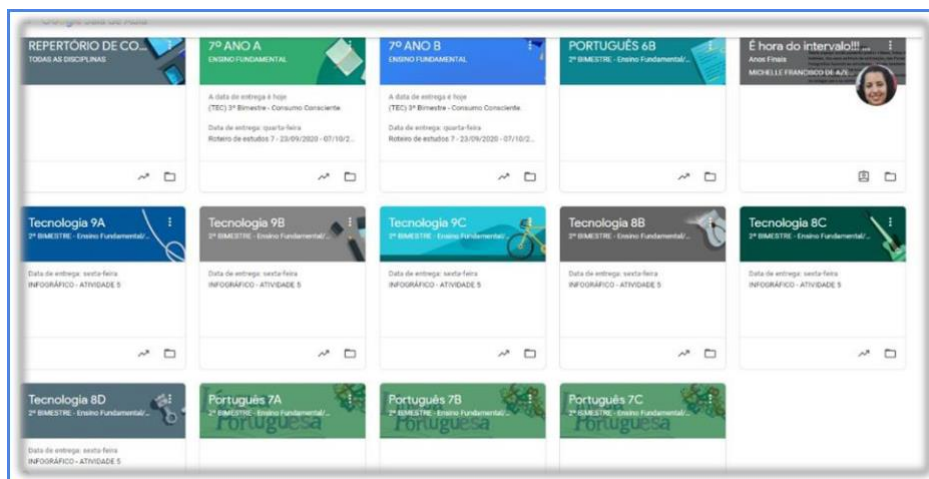 Google Sala de Aula
REPERTÓRIO DE CO...
TODAS AS DISCIPLINAS
7º ANO A
ENSINO FUNDAMENTAL
A data de entrega é hoje
(TEC) 3º Bimestre - Consumo Consciente.
Data de entrega: quarta-feira
Roteiro de estudos 7 - 23/09/2020 - 07/10/2...
7º ANO B
ENSINO FUNDAMENTAL
A data de entrega é hoje
(TEC) 3º Bimestre - Consumo Consciente.
Data de entrega: quarta-feira
Roteiro de estudos 7 - 23/09/2020 - 07/10/2...
PORTUGUÊS 6B
2º BIMESTRE - Ensino Fundamental/...
É hora do intervalo!!! ...
Anos Finais
MICHELLE FRANCISCO DE AZE...
Tecnologia 9A
2º BIMESTRE - Ensino Fundamental/...
Data de entrega: sexta-feira
INFOGRÁFICO - ATIVIDADE 5
Tecnologia 9B
2º BIMESTRE - Ensino Fundamental/...
Data de entrega: sexta-feira
INFOGRÁFICO - ATIVIDADE 5
Tecnologia 9C
2º BIMESTRE - Ensino Fundamental/...
Data de entrega: sexta-feira
INFOGRÁFICO - ATIVIDADE 5
Tecnologia 8B
2º BIMESTRE - Ensino Fundamental/...
Data de entrega: sexta-feira
INFOGRÁFICO - ATIVIDADE 5
Tecnologia 8C
2º BIMESTRE - Ensino Fundamental/...
Data de entrega: sexta-feira
INFOGRÁFICO - ATIVIDADE 5
Tecnologia 8D
2º BIMESTRE - Ensino Fundamental/...
Data de entrega: sexta-feira
INFOGRÁFICO - ATIVIDADE 5
Português 7A
2º BIMESTRE - Ensino Fundamental/...
Portuguesa
Português 7B
2º BIMESTRE - Ensino Fundamental/...
Portuguesa
Português 7C
2º BIMESTRE - Ensino Fundamental/...
Portuguesa